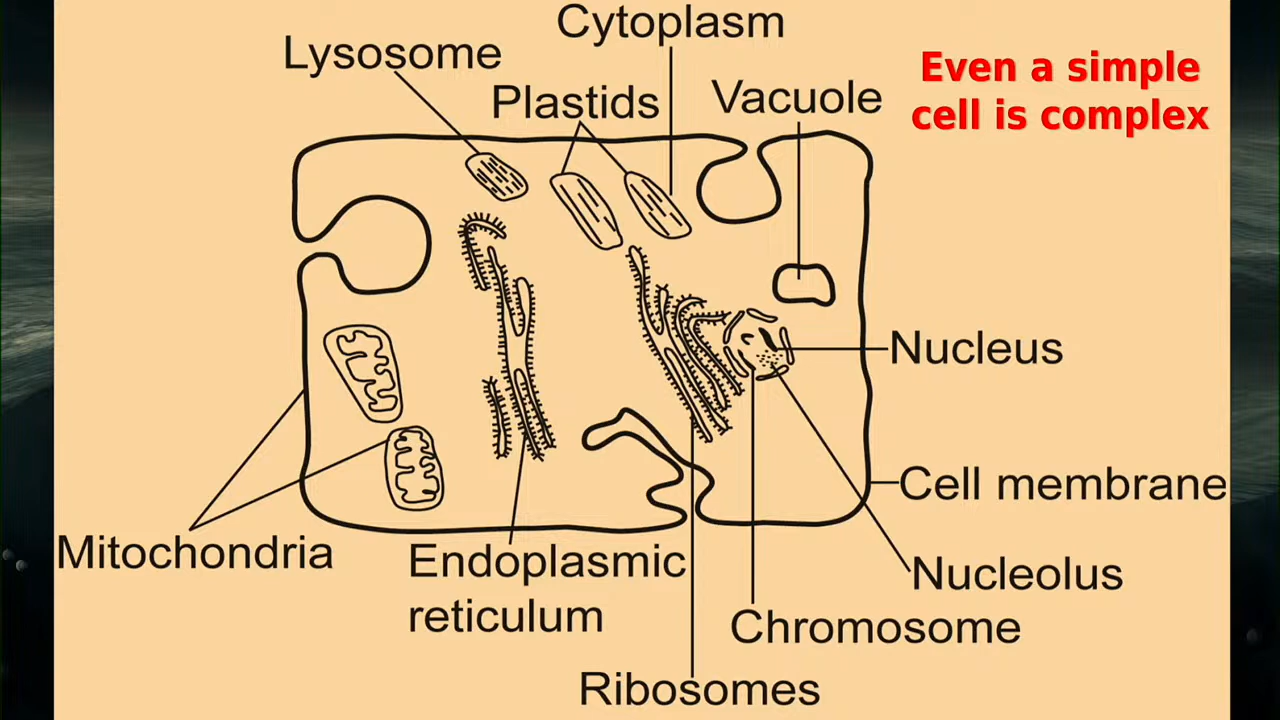 Cytoplasm
Lysosome
Plastids
Vacuole
Even a simple
cell is complex
Nucleus
Cell membrane
Mitochondria
Endoplasmic
reticulum
Nucleolus
Chromosome
Ribosomes